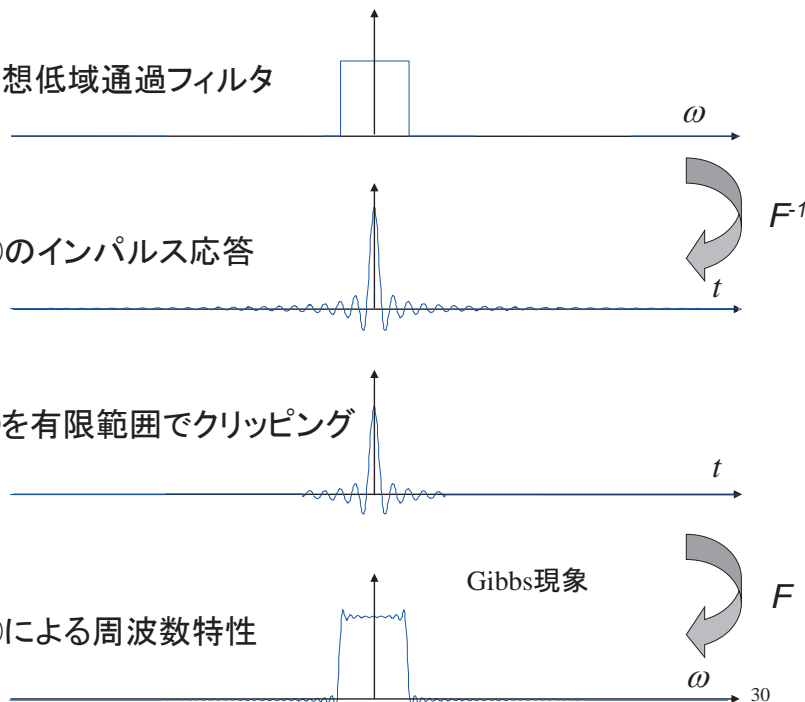 想低域通過フィルタ
ω
F-1
のインパルス応答
t
を有限範囲でクリッピング
t
Gibbs現象
F
による周波数特性
ω
30